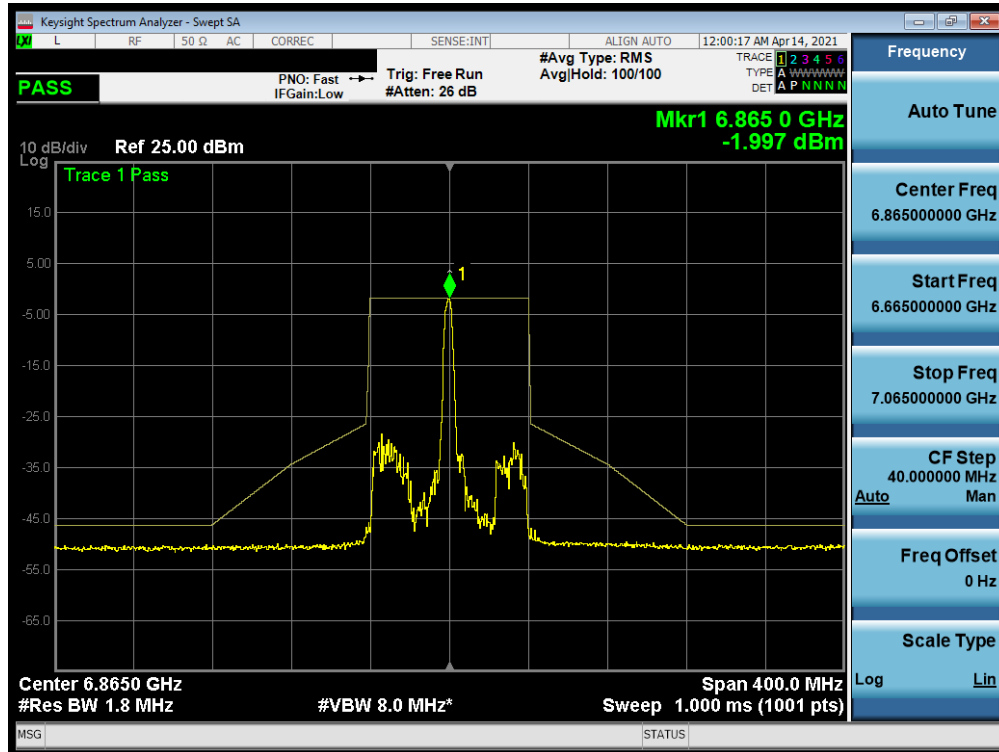 Keysight Spectrum Analyzer - Swept SA
LXI L RF 50 Ω AC CORREC SENSE:INT ALIGN AUTO 12:00:17 AM Apr 14, 2021
PASS
PNO: Fast
IFGain:Low
Trig: Free Run
#Atten: 26 dB
#Avg Type: RMS
Avg|Hold: 100/100
TRACE 1 2 3 4 5 6
TYPE A WWWWW
DET A P N N N N
Mkr1 6.865 0 GHz
-1.997 dBm
10 dB/div Ref 25.00 dBm
Log
Trace 1 Pass
1
15.0
5.00
-5.00
-15.0
-25.0
-35.0
-45.0
-55.0
-65.0
Center 6.8650 GHz Span 400.0 MHz
#Res BW 1.8 MHz #VBW 8.0 MHz* Sweep 1.000 ms (1001 pts)
MSG STATUS
Frequency
Auto Tune
Center Freq
6.865000000 GHz
Start Freq
6.665000000 GHz
Stop Freq
7.065000000 GHz
CF Step
40.000000 MHz
Auto Man
Freq Offset
0 Hz
Scale Type
Log Lin